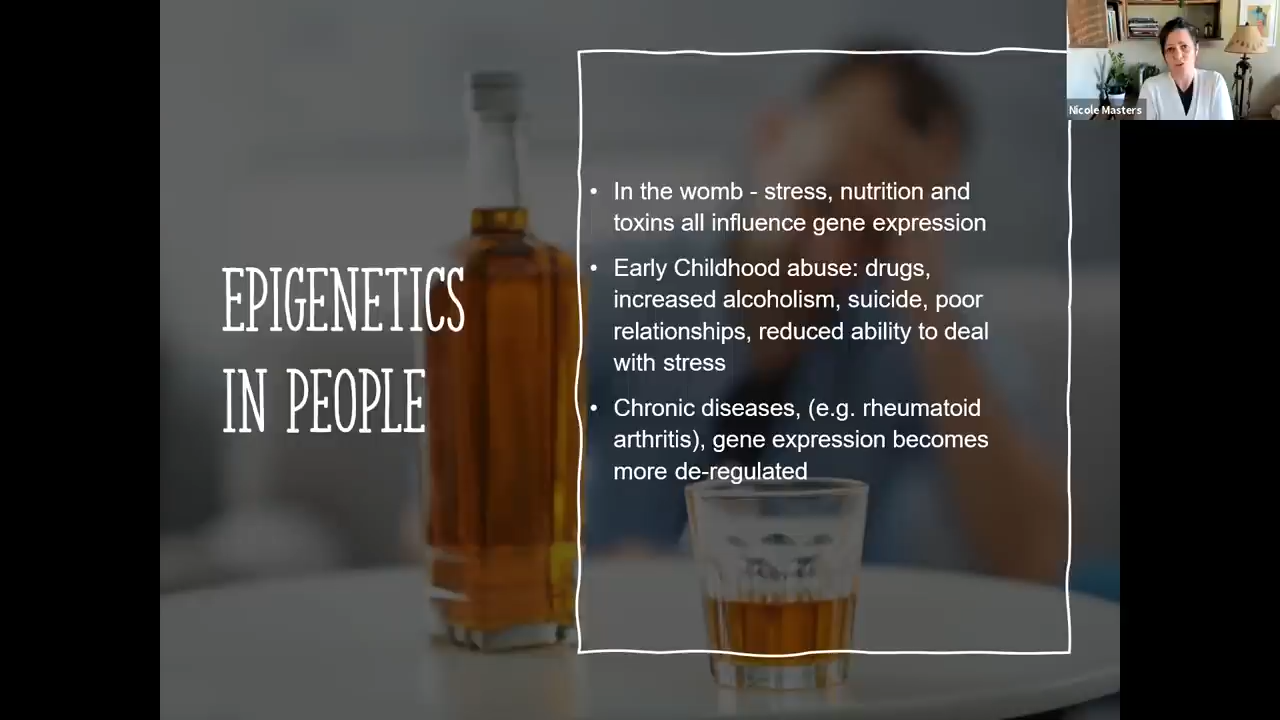 Nicole Masters
EPIGENETICS
IN PEOPLE
• In the womb - stress, nutrition and
toxins all influence gene expression
• Early Childhood abuse: drugs,
increased alcoholism, suicide, poor
relationships, reduced ability to deal
with stress
• Chronic diseases, (e.g. rheumatoid
arthritis), gene expression becomes
more de-regulated